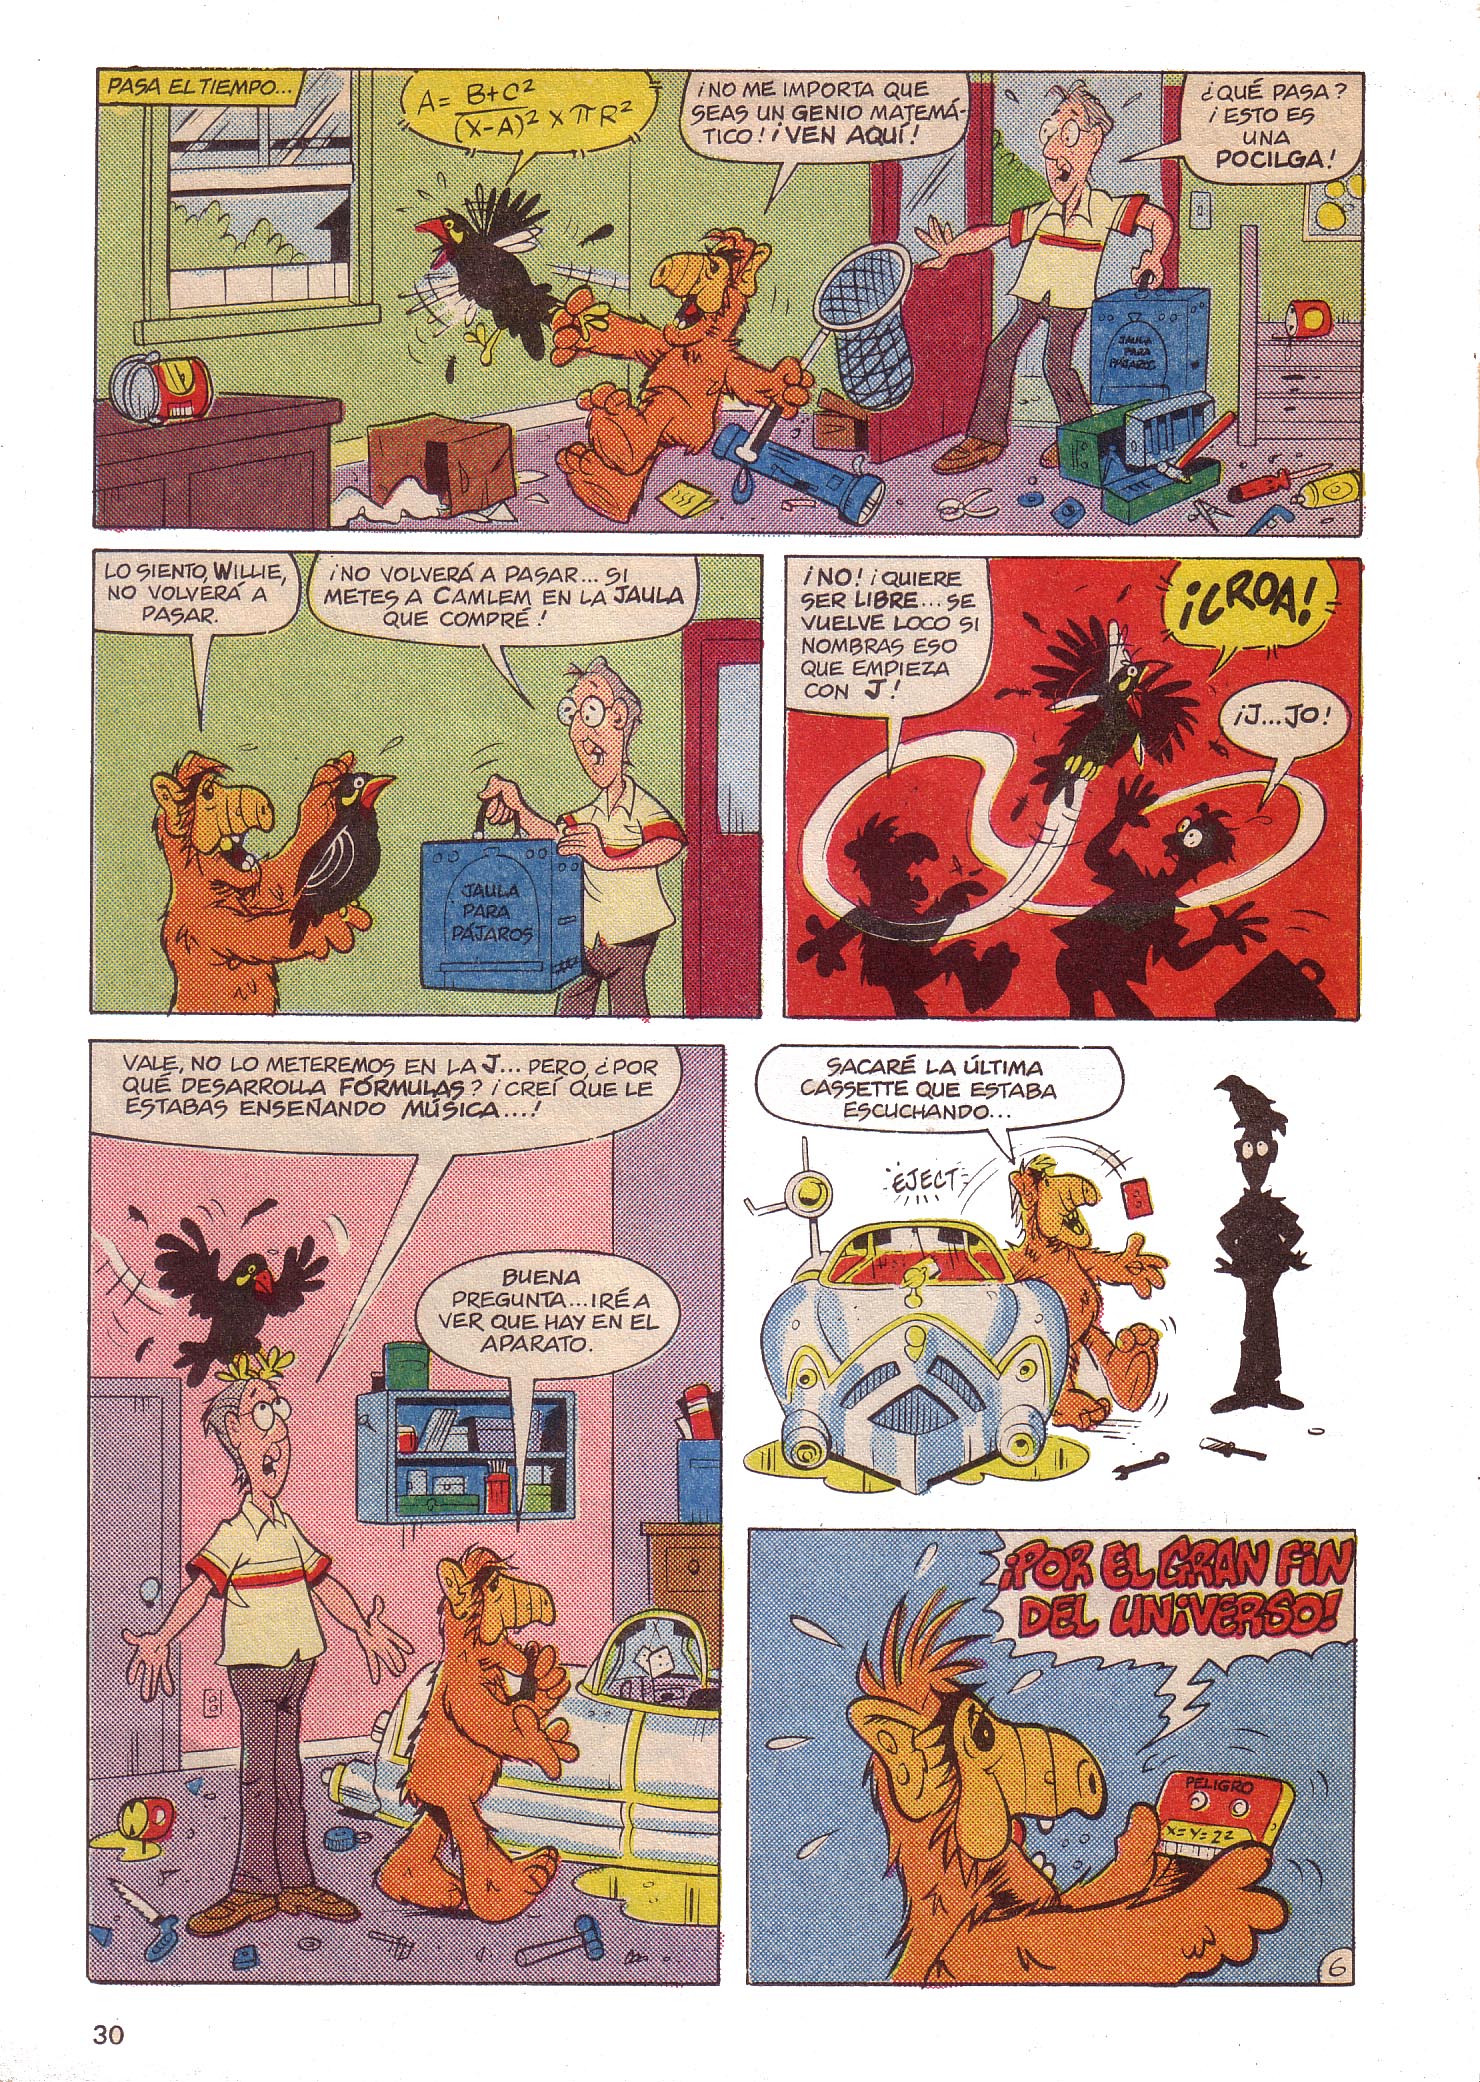 PASA EL TIEMPO...
A = B+C² / (X-A)² X π R²
¡NO ME IMPORTA QUE
SEAS UN GENIO MATEMÁ-
TICO! ¡VEN AQUÍ!
¿QUÉ PASA?
¡ESTO ES
UNA
POCILGA!
JAULA
PARA
PÁJAROS
LO SIENTO, WILLIE,
NO VOLVERÁ A
PASAR.
¡NO VOLVERÁ A PASAR... SI
METES A CAMLEM EN LA JAULA
QUE COMPRÉ!
JAULA
PARA
PÁJAROS
¡NO! ¡QUIERE
SER LIBRE... SE
VUELVE LOCO SI
NOMBRAS ESO
QUE EMPIEZA
CON J!
¡CROA!
¡J...JO!
VALE, NO LO METEREMOS EN LA J... PERO, ¿POR
QUÉ DESARROLLA FÓRMULAS? ¡CREÍ QUE LE
ESTABAS ENSEÑANDO MÚSICA...!
BUENA
PREGUNTA... IRÉ A
VER QUE HAY EN EL
APARATO.
SACARÉ LA ÚLTIMA
CASSETTE QUE ESTABA
ESCUCHANDO...
EJECT
¡POR EL GRAN FIN
DEL UNIVERSO!
PELIGRO
X=Y=22
6
30